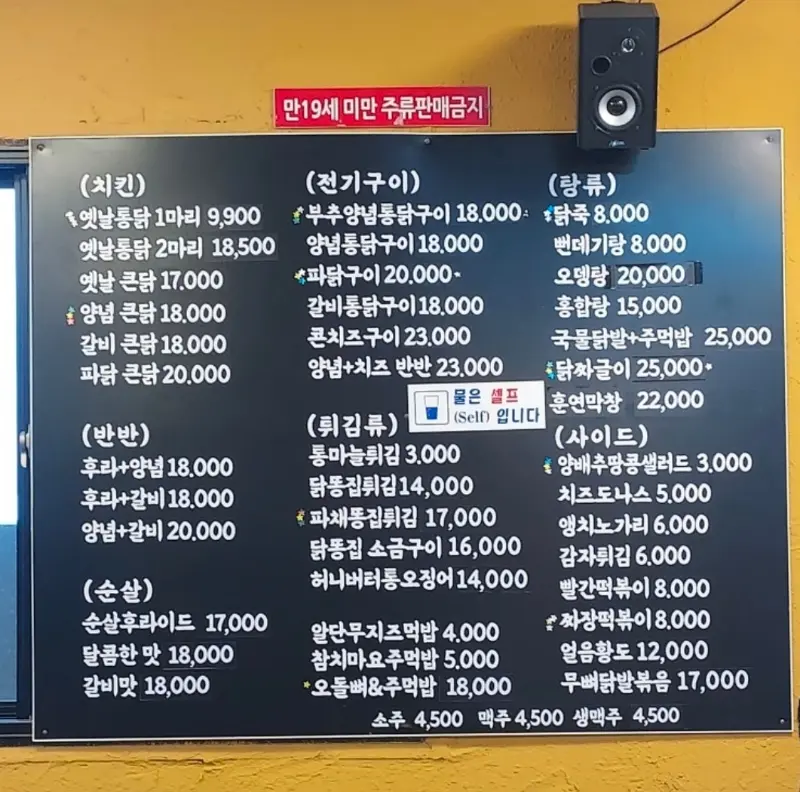 만19세 미만 주류판매금지
(치킨)
옛날통닭 1마리 9,900
옛날통닭 2마리 18,500
옛날 큰닭 17.000
양념 큰닭 18.000
갈비 큰닭 18.000
파닭 큰닭 20.000
(반반)
후라+양념 18.000
후라+갈비 18.000
양념+갈비 20.000
(순살)
순살후라이드 17,000
달콤한 맛 18,000
갈비맛 18,000
(전기구이)
부추양념통닭구이 18.000
양념통닭구이 18.000
파닭구이 20.000
갈비통닭구이 18.000
콘치즈구이 23.000
양념+치즈 반반 23,000
물은 셀프
(Self) 입니다
(튀김류)
통마늘튀김 3.000
닭똥집튀김 14,000
파채똥집튀김 17,000
닭똥집 소금구이 16,000
허니버터통오징어 14,000
알단무지즈먹밥 4.000
참치마요주먹밥 5,000
오돌뼈&주먹밥 18,000
(탕류)
닭죽 8.000
뻔데기탕 8,000
오뎅탕 20,000
홍합탕 15,000
국물닭발+주먹밥 25,000
닭짜글이 25,000
훈연막창 22,000
(사이드)
양배추땅콩샐러드 3,000
치즈도나스 5,000
앵치노가리 6.000
감자튀김 6.000
빨간떡볶이 8.000
짜장떡볶이 8.000
얼음황도 12,000
무뼈닭발볶음 17,000
소주 4,500 맥주 4,500 생맥주 4,500